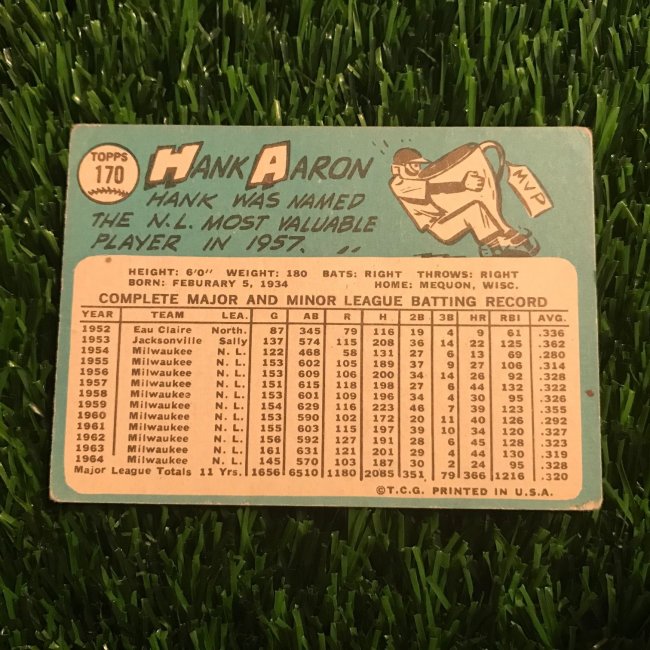 TOPPS
170
HANK AARON
HANK WAS NAMED
THE N.L. MOST VALUABLE
PLAYER IN 1957...
MVP
HEIGHT: 6'0" WEIGHT: 180 BATS: RIGHT THROWS: RIGHT
BORN: FEBURARY 5, 1934 HOME: MEQUON, WISC.
COMPLETE MAJOR AND MINOR LEAGUE BATTING RECORD
YEAR TEAM LEA. G AB R H 2B 3B HR RBI AVG.
1952 Eau Claire North. 87 345 79 116 19 4 9 61 .336
1953 Jacksonville Sally 137 574 115 208 36 14 22 125 .362
1954 Milwaukee N. L. 122 468 58 131 27 6 13 69 .280
1955 Milwaukee N. L. 153 602 105 189 37 9 27 106 .314
1956 Milwaukee N. L. 153 609 106 200 34 14 26 92 .328
1957 Milwaukee N. L. 151 615 118 198 27 6 44 132 .322
1958 Milwaukee N. L. 153 601 109 196 34 4 30 95 .326
1959 Milwaukee N. L. 154 629 116 223 46 7 39 123 .355
1960 Milwaukee N. L. 153 590 102 172 20 11 40 126 .292
1961 Milwaukee N. L. 155 603 115 197 39 10 34 120 .327
1962 Milwaukee N. L. 156 592 127 191 28 6 45 128 .323
1963 Milwaukee N. L. 161 631 121 201 29 4 44 130 .319
1964 Milwaukee N. L. 145 570 103 187 30 2 24 95 .328
Major League Totals 11 Yrs. 1656 6510 1180 2085 351 79 366 1216 .320
©T.C.G. PRINTED IN U.S.A.